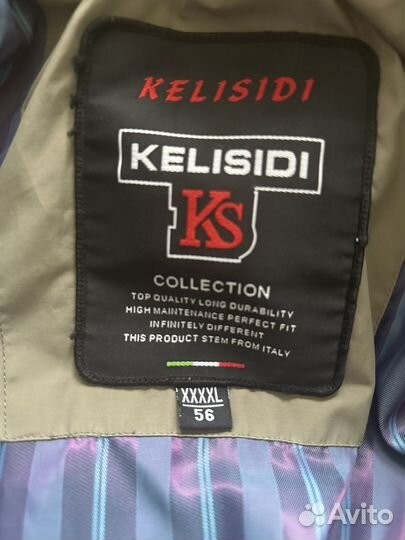 KELISIDI
KELISIDI
KS
COLLECTION
TOP QUALITY LONG DURABILITY
HIGH MAINTENANCE PERFECT FIT
INFINITELY DIFFERENT
THIS PRODUCT STEM FROM ITALY
XXXXL
56
Avito